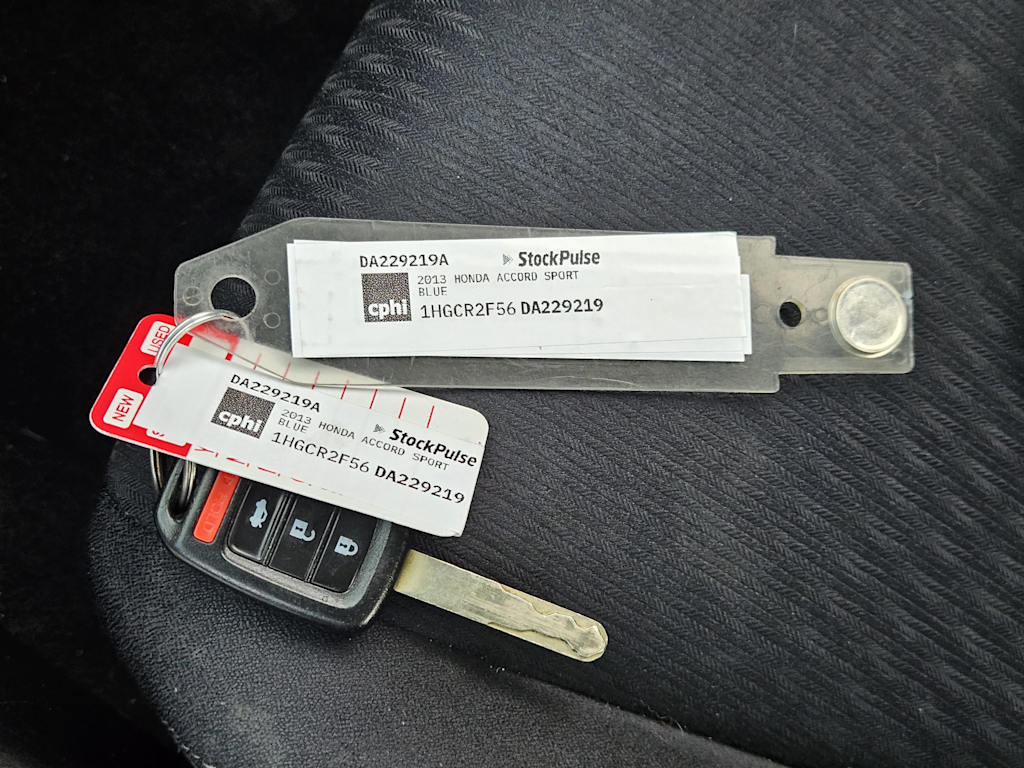 DA229219A
StockPulse
cphi
2013 HONDA ACCORD SPORT
BLUE
1HGCR2F56 DA229219
USED
NEW
DA229219A
StockPulse
cphi
2013 HONDA ACCORD SPORT
BLUE
1HGCR2F56 DA229219